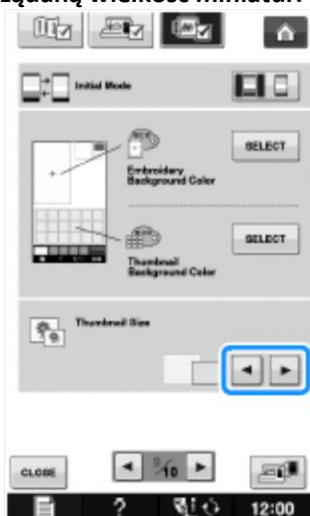 żądaną wielkość miniatur.
Initial Mode
SELECT
Embroidery
Background Color
SELECT
Thumbnail
Background Color
Thumbnail Size
CLOSE
/10
?
12:00